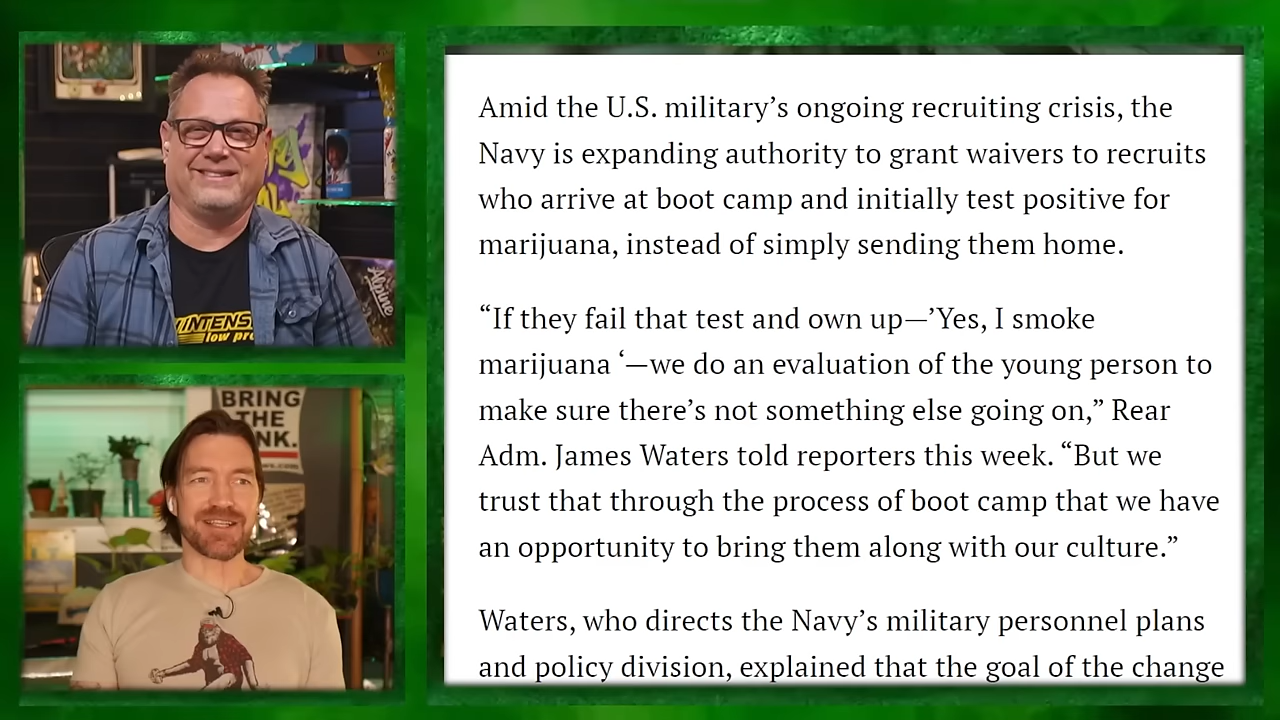 Amid the U.S. military’s ongoing recruiting crisis, the
Navy is expanding authority to grant waivers to recruits
who arrive at boot camp and initially test positive for
marijuana, instead of simply sending them home.
“If they fail that test and own up—’Yes, I smoke
marijuana ‘—we do an evaluation of the young person to
make sure there’s not something else going on,” Rear
Adm. James Waters told reporters this week. “But we
trust that through the process of boot camp that we have
an opportunity to bring them along with our culture.”
Waters, who directs the Navy’s military personnel plans
and policy division, explained that the goal of the change
Alpine
INTENS
low pr
BRING
THE
NK.